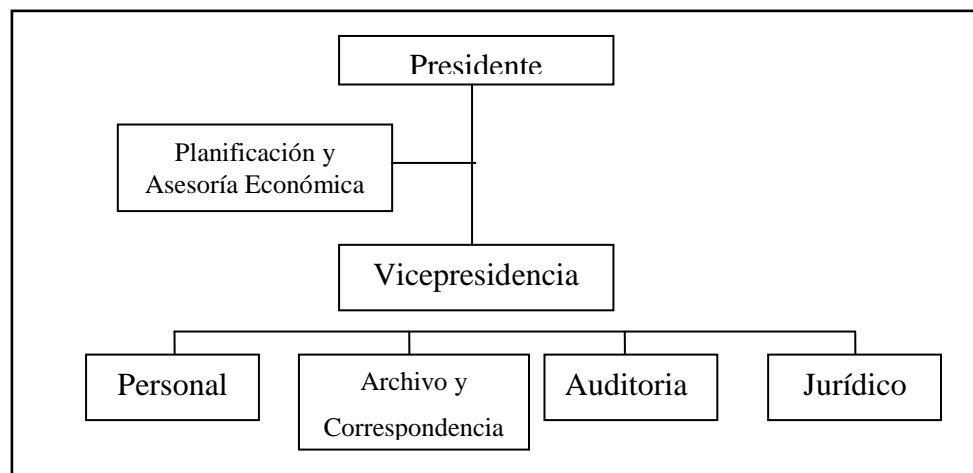 Presidente
Planificación y
Asesoría Económica
Vicepresidencia
Personal
Archivo y
Correspondencia
Auditoria
Jurídico